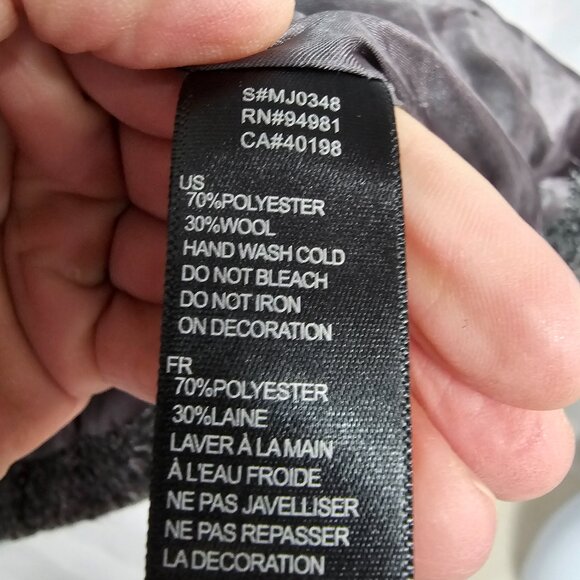 S#MJ0348
RN#94981
CA#40198
US
70%POLYESTER
30%WOOL
HAND WASH COLD
DO NOT BLEACH
DO NOT IRON
ON DECORATION
FR
70%POLYESTER
30%LAINE
LAVER À LA MAIN
À L'EAU FROIDE
NE PAS JAVELLISER
NE PAS REPASSER
LA DECORATION